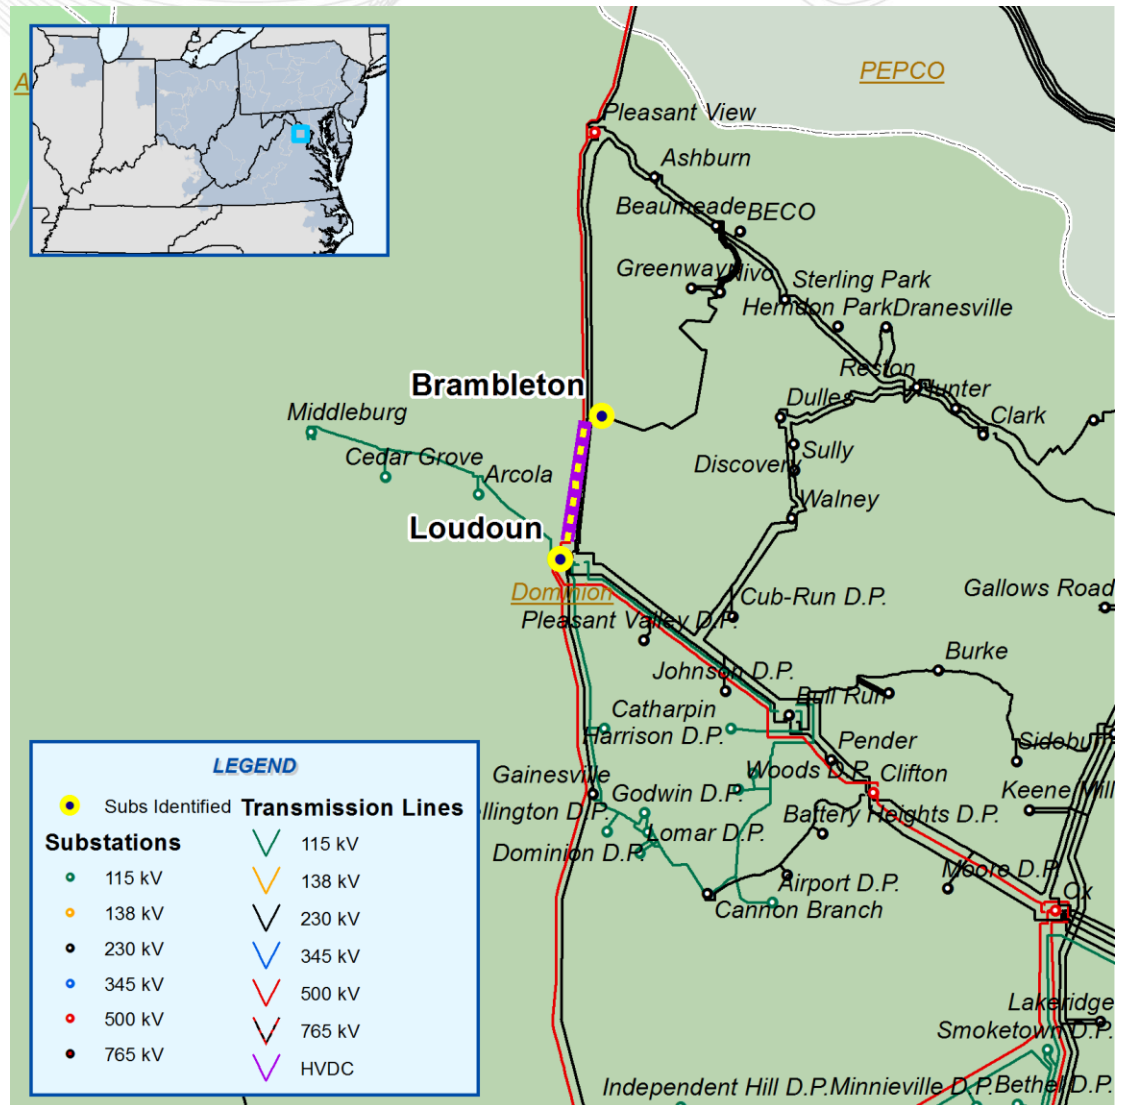 A
PEPCO
Pleasant View
Ashburn
Beaumeade
BECO
Greenway
Nivo
Sterling Park
Herndon Park
Dranesville
Reston
Hunter
Brambleton
Dulles
Clark
Middleburg
Cedar Grove
Arcola
Sully
Discovery
Walney
Loudoun
Dominion
Cub-Run D.P.
Gallows Road
Pleasant Valley D.P.
Johnson D.P.
Burke
Bull Run
Catharpin
Harrison D.P.
Pender
Sidebu
Gainesville
Woods D.P.
Clifton
Godwin D.P.
Keene Mill
llington D.P.
Battery Heights D.P.
Lomar D.P.
Dominion D.P.
Moore D.P.
Airport D.P.
Ox
Cannon Branch
Lakeridge
Smoketown D.P.
Independent Hill D.P.
Minnieville D.P.
Bethel D.P.
LEGEND
Subs Identified
Transmission Lines
Substations
115 kV
138 kV
230 kV
345 kV
500 kV
765 kV
115 kV
138 kV
230 kV
345 kV
500 kV
765 kV
HVDC